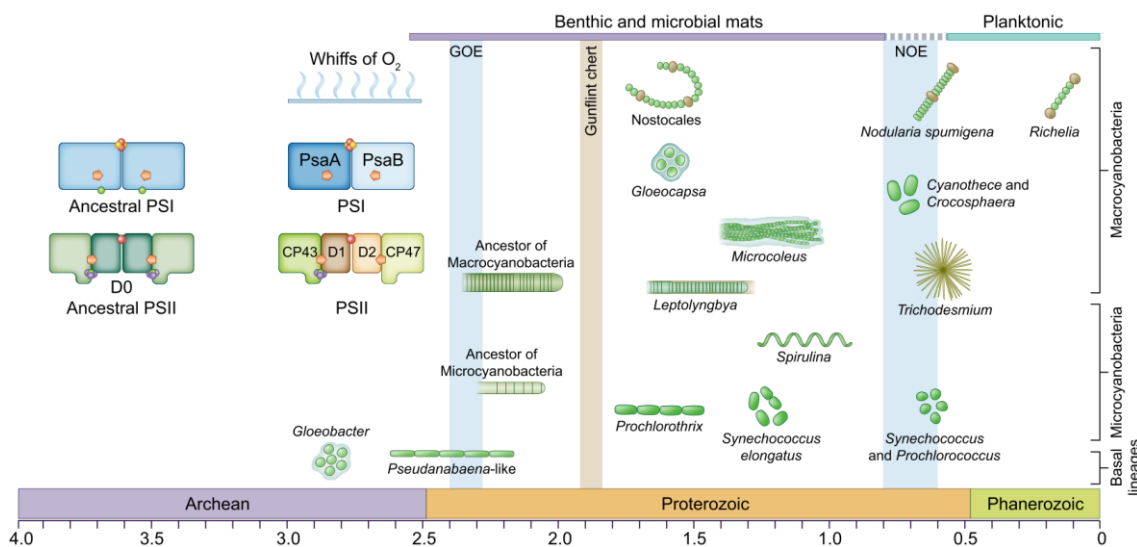 Benthic and microbial mats
Planktonic
Whiffs of O₂
GOE
Gunflint chert
NOE
Nostocales
Nodularia spumigena
Richelia
Macrocyanobacteria
PsaA
PsaB
Ancestral PSI
PSI
Gloeocapsa
Cyanothece and
Crocosphaera
D0
Ancestral PSII
CP43
D1
D2
CP47
PSII
Ancestor of
Macrocyanobacteria
Microcoleus
Leptolyngbya
Trichodesmium
Ancestor of
Microcyanobacteria
Spirulina
Microcyanobacteria
Prochlorothrix
Synechococcus
elongatus
Synechococcus
and Prochlorococcus
Gloeobacter
Pseudanabaena-like
Basal
lineages
Archean
Proterozoic
Phanerozoic
4.0 3.5 3.0 2.5 2.0 1.5 1.0 0.5 0